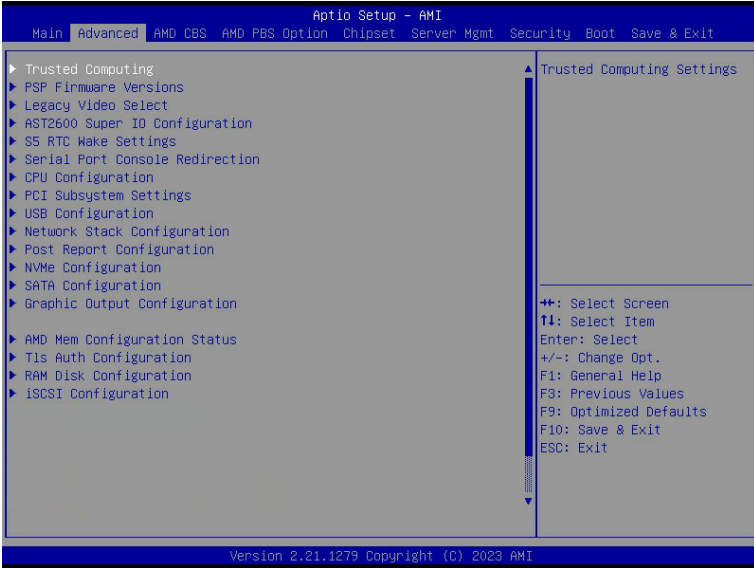 Aptio Setup - AMI
Main Advanced AMD CBS AMD PBS Option Chipset Server Mgmt Security Boot Save & Exit
Trusted Computing
PSP Firmware Versions
Legacy Video Select
AST2600 Super IO Configuration
S5 RTC Wake Settings
Serial Port Console Redirection
CPU Configuration
PCI Subsystem Settings
USB Configuration
Network Stack Configuration
Post Report Configuration
NVMe Configuration
SATA Configuration
Graphic Output Configuration
AMD Mem Configuration Status
Tls Auth Configuration
RAM Disk Configuration
iSCSI Configuration
Trusted Computing Settings
→←: Select Screen
↑↓: Select Item
Enter: Select
+/-: Change Opt.
F1: General Help
F3: Previous Values
F9: Optimized Defaults
F10: Save & Exit
ESC: Exit
Version 2.21.1279 Copyright (C) 2023 AMI